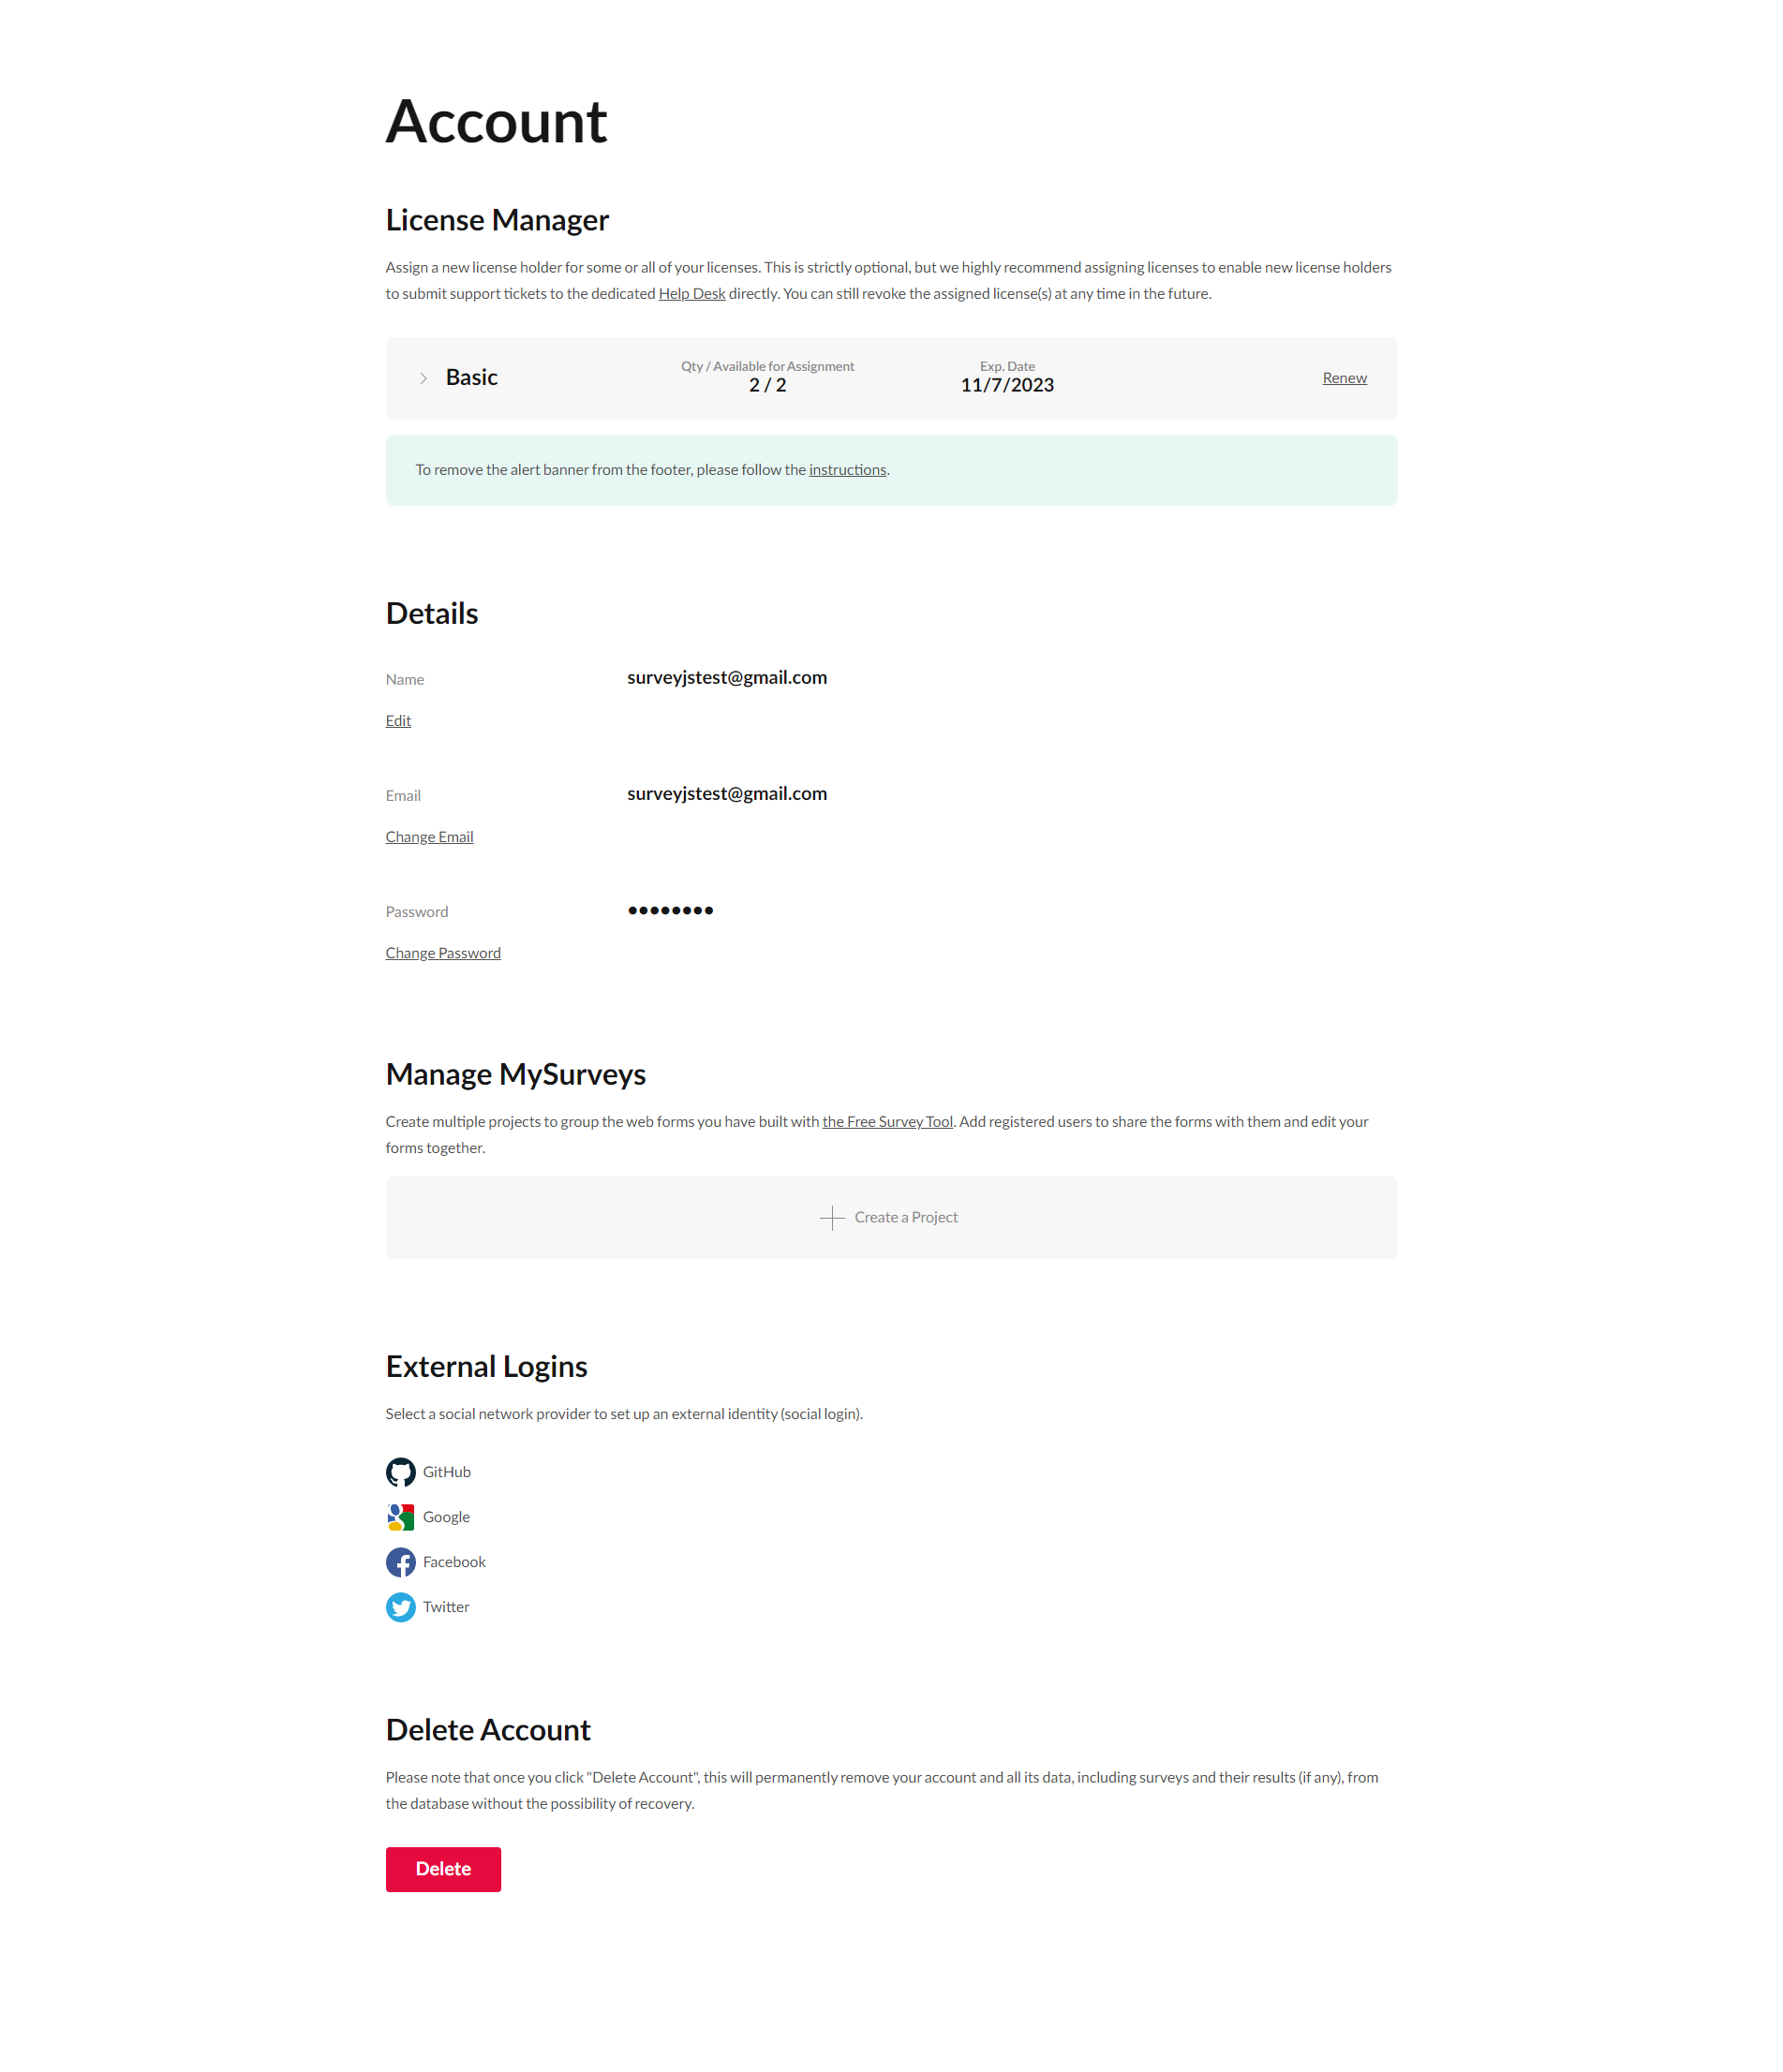 Account
License Manager
Assign a new license holder for some or all of your licenses. This is strictly optional, but we highly recommend assigning licenses to enable new license holders
to submit support tickets to the dedicated Help Desk directly. You can still revoke the assigned license(s) at any time in the future.
Basic
Qty / Available for Assignment
2 / 2
Exp. Date
11/7/2023
Renew
To remove the alert banner from the footer, please follow the instructions.
Details
Name
surveyjstest@gmail.com
Edit
Email
surveyjstest@gmail.com
Change Email
Password
••••••••
Change Password
Manage MySurveys
Create multiple projects to group the web forms you have built with the Free Survey Tool. Add registered users to share the forms with them and edit your
forms together.
Create a Project
External Logins
Select a social network provider to set up an external identity (social login).
GitHub
Google
Facebook
Twitter
Delete Account
Please note that once you click "Delete Account", this will permanently remove your account and all its data, including surveys and their results (if any), from
the database without the possibility of recovery.
Delete